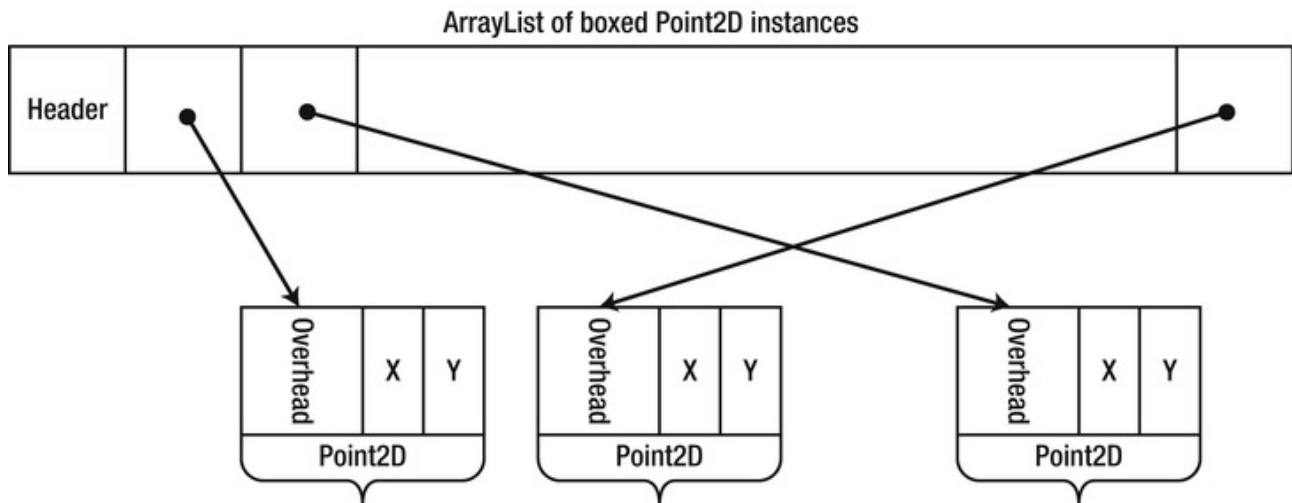 ArrayList of boxed Point2D instances
Header
Overhead X Y
Point2D
Overhead X Y
Point2D
Overhead X Y
Point2D